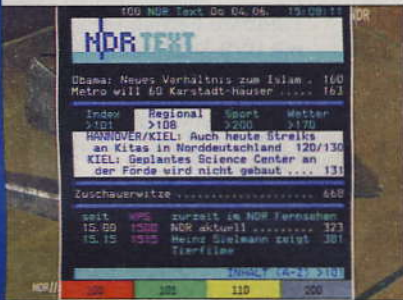 100 NDR Text Do 04.06. 15:09:11
NDR
NDR TEXT
Obama: Neues Verhältnis zum Islam . 160
Metro will 60 Karstadt-häuser ..... 163
Index Regional Sport Wetter
>101 >108 >200 >170
HANNOVER/KIEL: Auch heute Streiks
an Kitas in Norddeutschland 120/130
KIEL: Geplantes Science Center an
der Förde wird nicht gebaut .... 131
Zuschauerwitze .................... 668
seit VPS zurzeit im NDR Fernsehen
15.00 1500 NDR aktuell ......... 323
15.15 1515 Heinz Sielmann zeigt 381
Tierfilme
INHALT (A-Z) >101
100 101 110 200